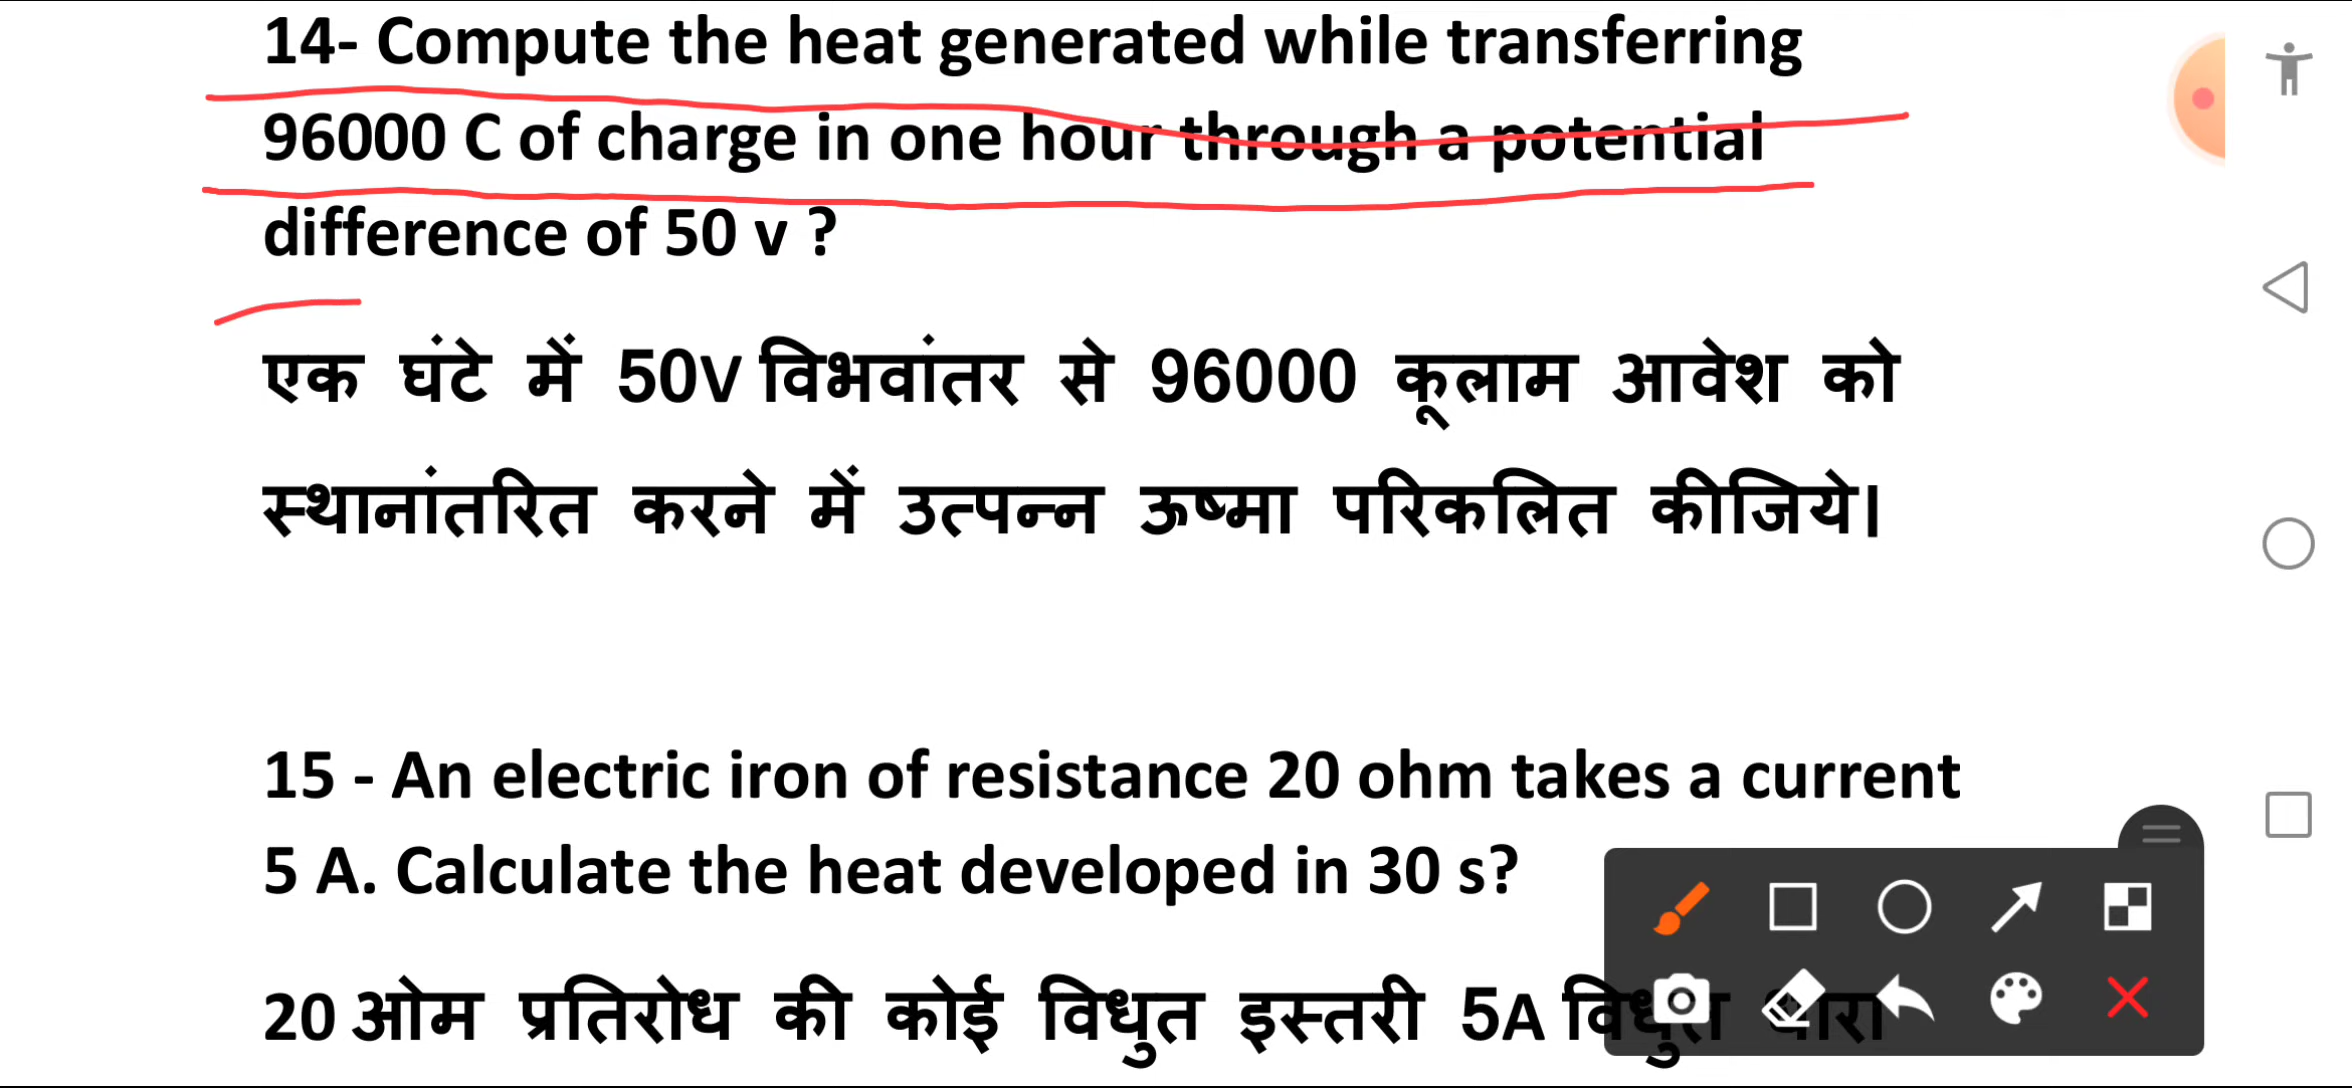 14- Compute the heat generated while transferring
96000 C of charge in one hour through a potential
difference of 50 v ?
एक घंटे में 50V विभवांतर से 96000 कूलाम आवेश को
स्थानांतरित करने में उत्पन्न ऊष्मा परिकलित कीजिये।
15 - An electric iron of resistance 20 ohm takes a current
5 A. Calculate the heat developed in 30 s?
20 ओम प्रतिरोध की कोई विधुत इस्तरी 5A विधुत